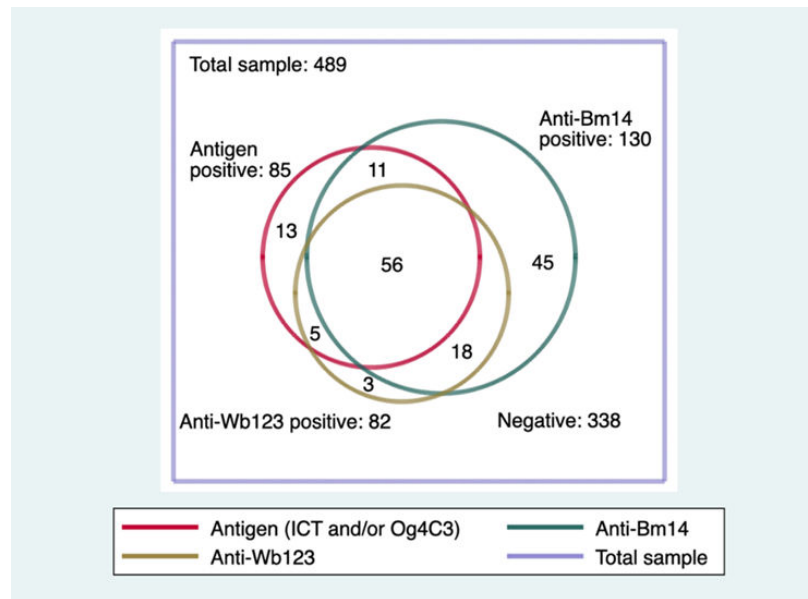 Total sample: 489
Anti-Bm14
positive: 130
Antigen
positive: 85
11
13
56
45
5
18
3
Anti-Wb123 positive: 82
Negative: 338
Antigen (ICT and/or Og4C3)
Anti-Bm14
Anti-Wb123
Total sample